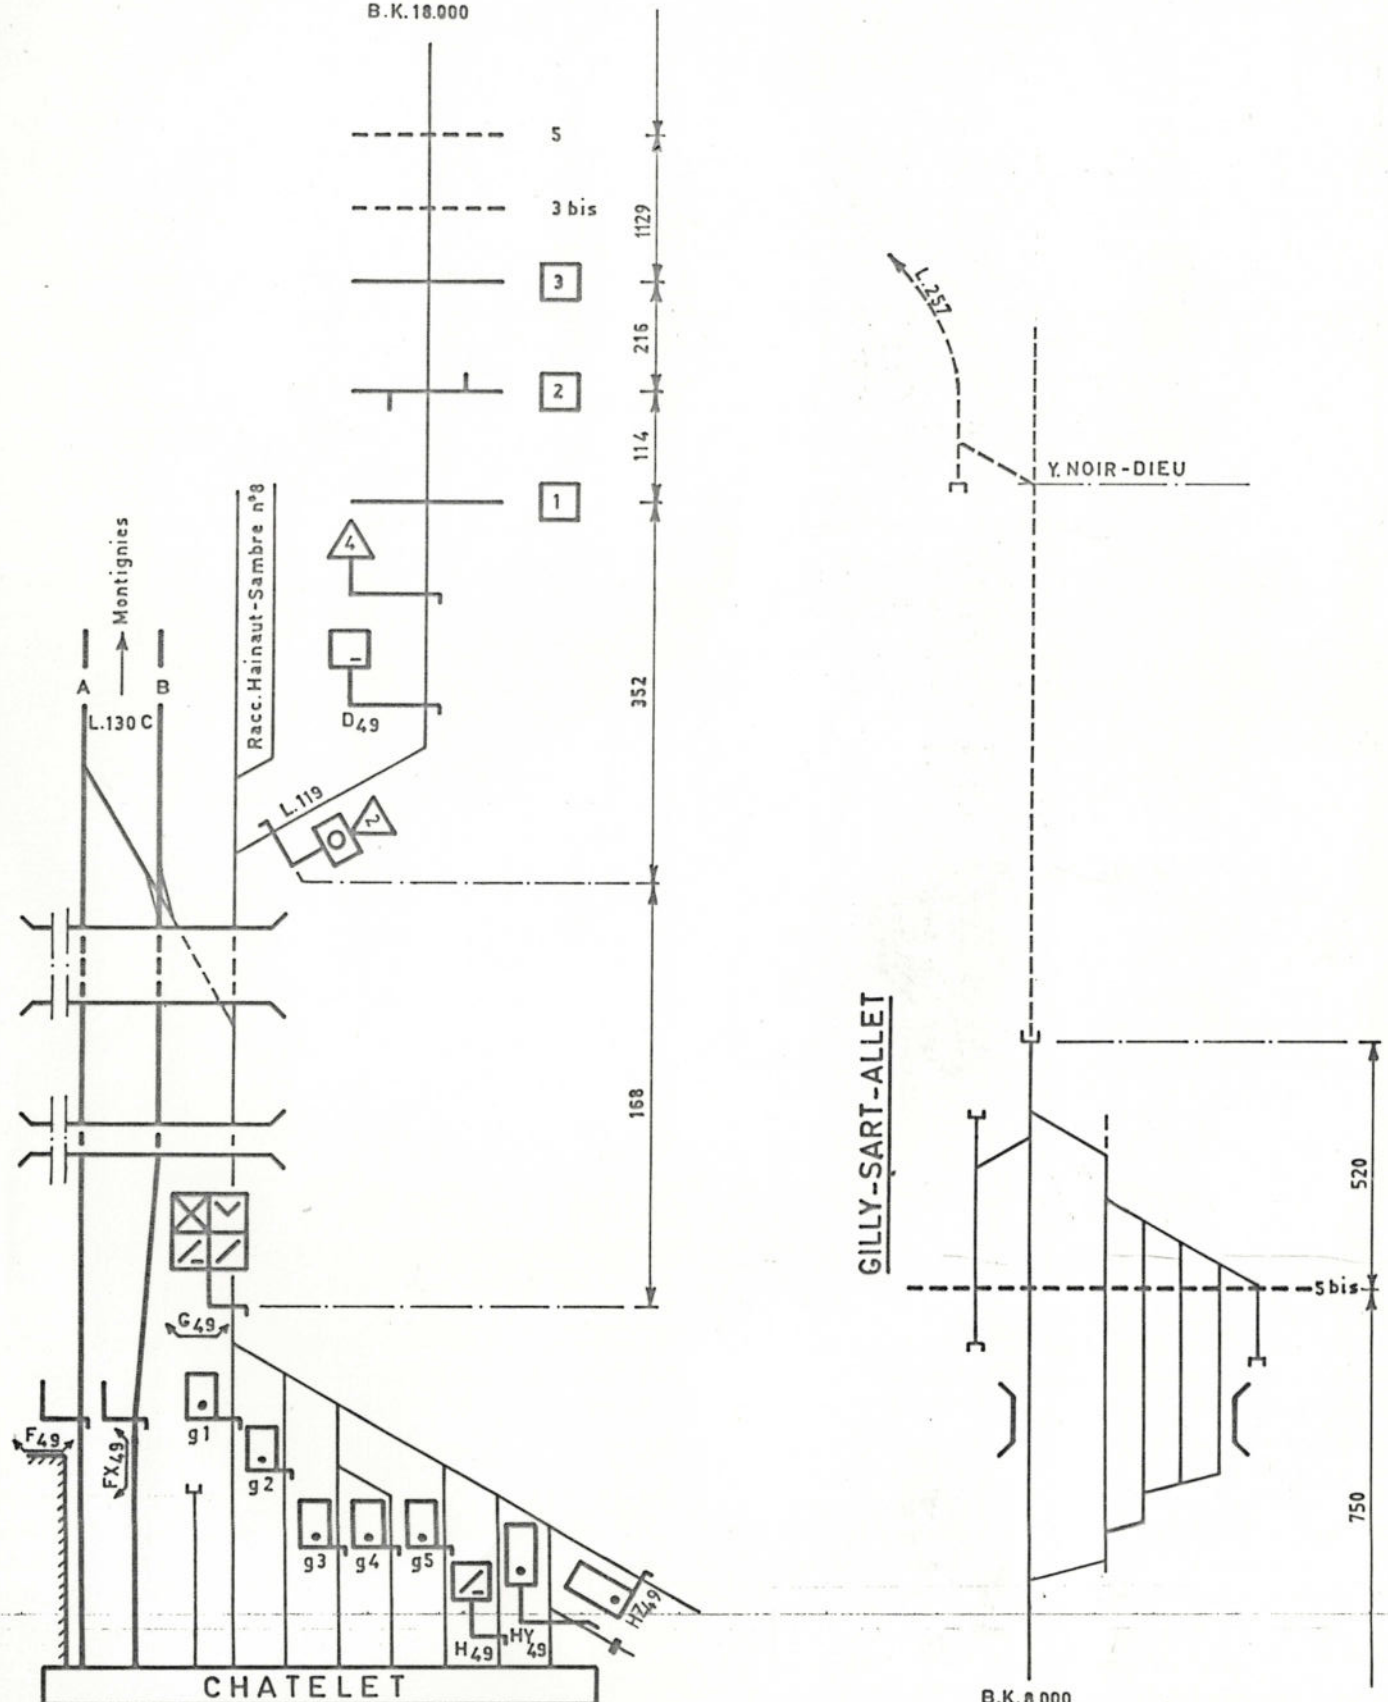 B.K.18.000
5
3 bis
1129
3
216
2
114
1
4
Racc. Hainaut-Sambre n°8
Montignies
A
B
L.130 C
D49
352
L.119
2
168
G49
F49
FX49
g1
g2
g3
g4
g5
H49
HY49
HZ49
CHATELET
L.257
Y. NOIR-DIEU
GILLY-SART-ALLET
520
5bis
750
B.K.8.000